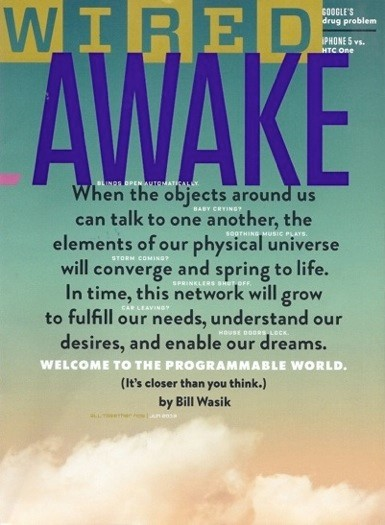 WIRED
GOOGLE'S
drug problem
iPHONE 5 vs.
HTC One
AWAKE
BLINDS OPEN AUTOMATICALLY.
When the objects around us
BABY CRYING?
can talk to one another, the
SOOTHING MUSIC PLAYS.
elements of our physical universe
STORM COMING?
will converge and spring to life.
SPRINKLERS SHUT OFF.
In time, this network will grow
CAR LEAVING?
to fulfill our needs, understand our
HOUSE DOORS LOCK.
desires, and enable our dreams.
WELCOME TO THE PROGRAMMABLE WORLD.
(It's closer than you think.)
by Bill Wasik